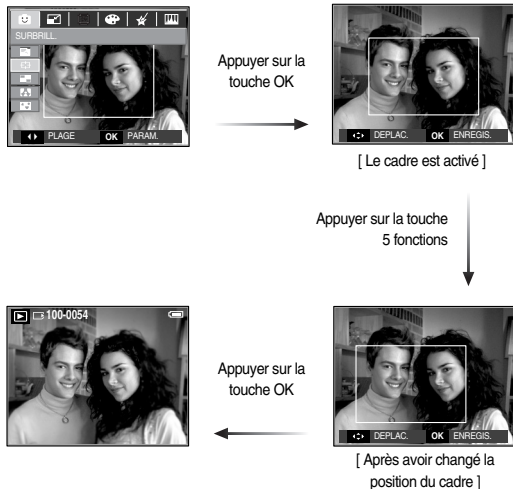 SURBRILL.
PLAGE OK PARAM.
Appuyer sur la
touche OK
DEPLAC. OK ENREGIS.
[ Le cadre est activé ]
Appuyer sur la touche
5 fonctions
DEPLAC. OK ENREGIS.
[ Après avoir changé la
position du cadre ]
Appuyer sur la
touche OK
100-0054